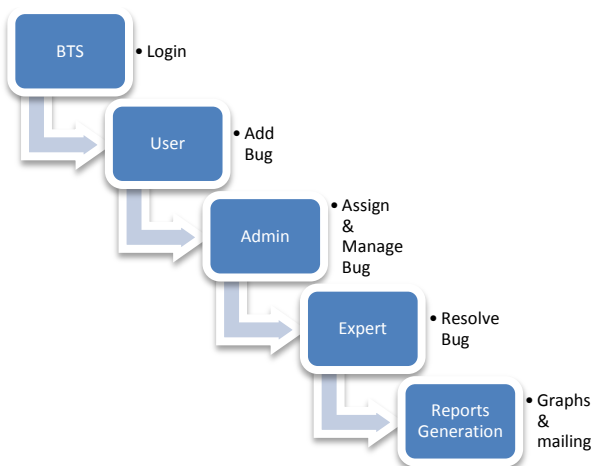 BTS
• Login
User
• Add
Bug
Admin
• Assign
&
Manage
Bug
Expert
• Resolve
Bug
Reports
Generation
• Graphs
&
mailing